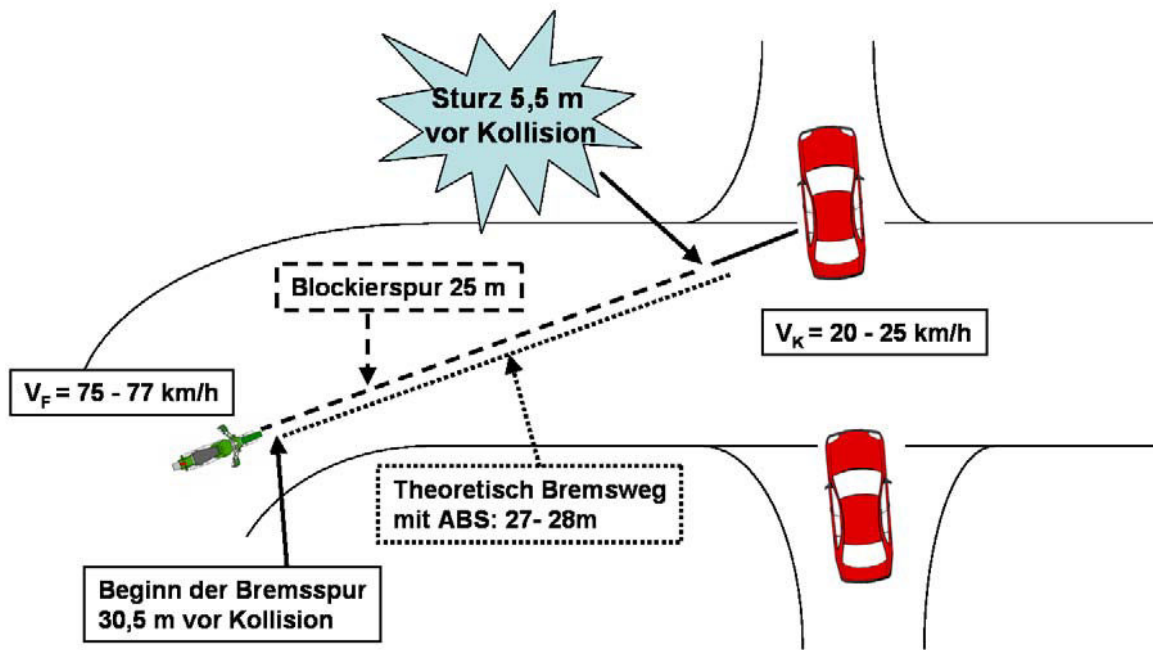 Sturz 5,5 m
vor Kollision
Blockierspur 25 m
V_K = 20 - 25 km/h
V_F = 75 - 77 km/h
Theoretisch Bremsweg
mit ABS: 27- 28m
Beginn der Bremsspur
30,5 m vor Kollision